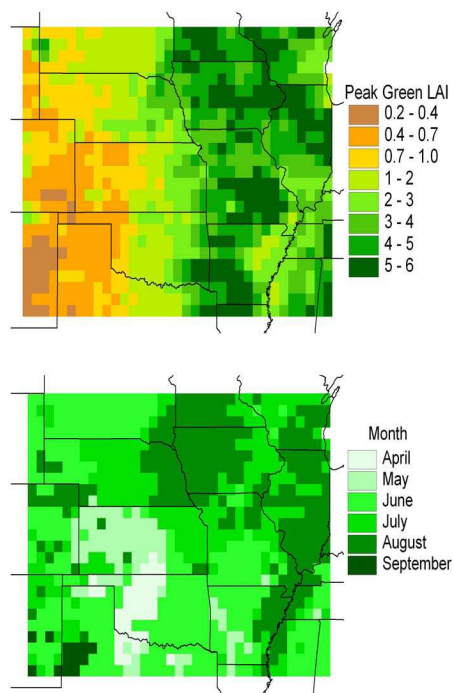 Peak Green LAI
0.2 - 0.4
0.4 - 0.7
0.7 - 1.0
1 - 2
2 - 3
3 - 4
4 - 5
5 - 6
Month
April
May
June
July
August
September